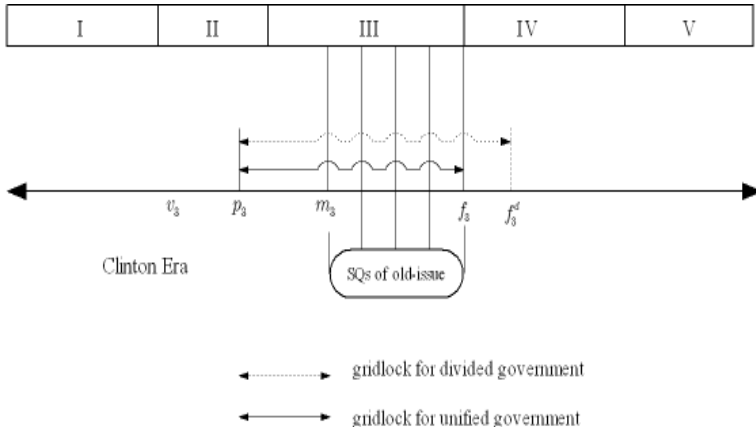 I II III IV V
v₃ p₃ m₃ f₃ f₃ᵈ
Clinton Era
SQs of old-issue
gridlock for divided government
gridlock for unified government